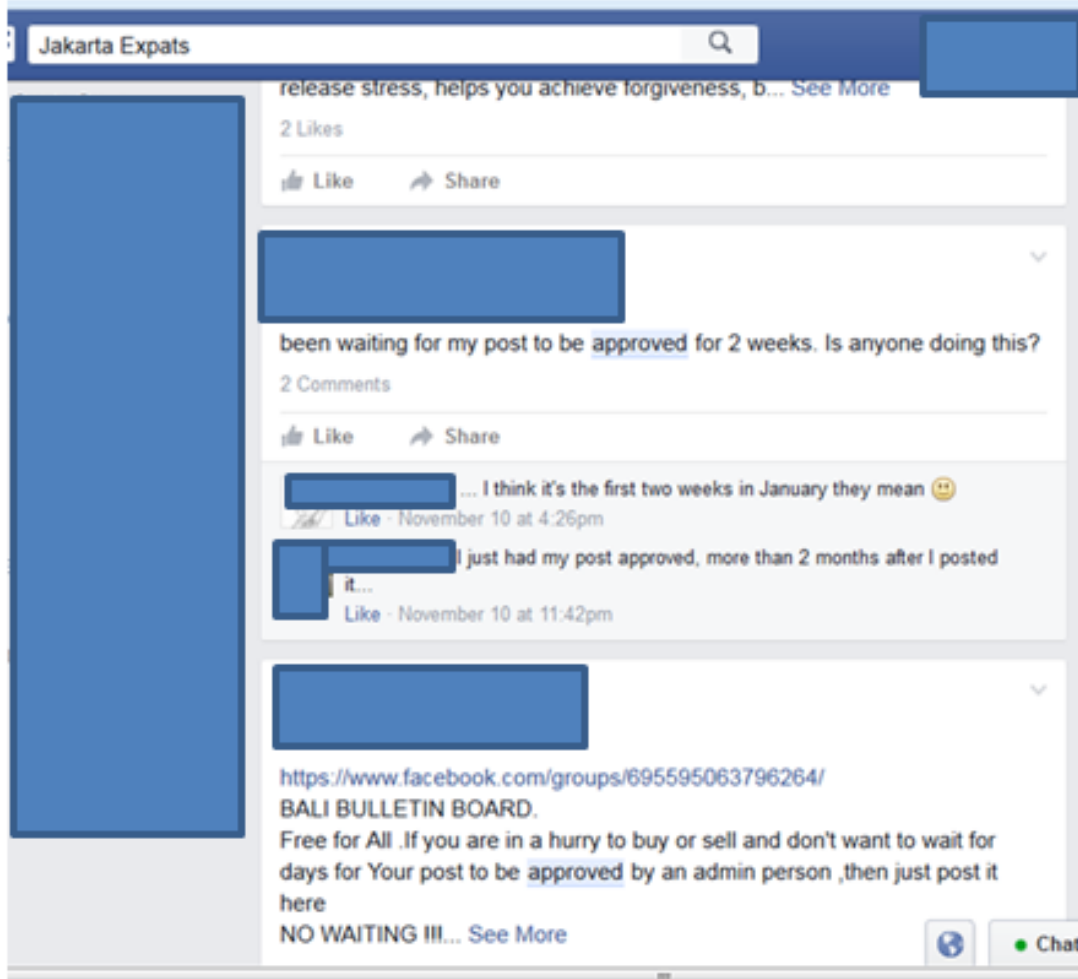 Jakarta Expats
release stress, helps you achieve forgiveness, b... See More
2 Likes
Like Share
been waiting for my post to be approved for 2 weeks. Is anyone doing this?
2 Comments
Like Share
... I think it's the first two weeks in January they mean
Like · November 10 at 4:26pm
I just had my post approved, more than 2 months after I posted
it...
Like · November 10 at 11:42pm
https://www.facebook.com/groups/695595063796264/
BALI BULLETIN BOARD.
Free for All .If you are in a hurry to buy or sell and don't want to wait for
days for Your post to be approved by an admin person ,then just post it
here
NO WAITING !!!... See More
Chat